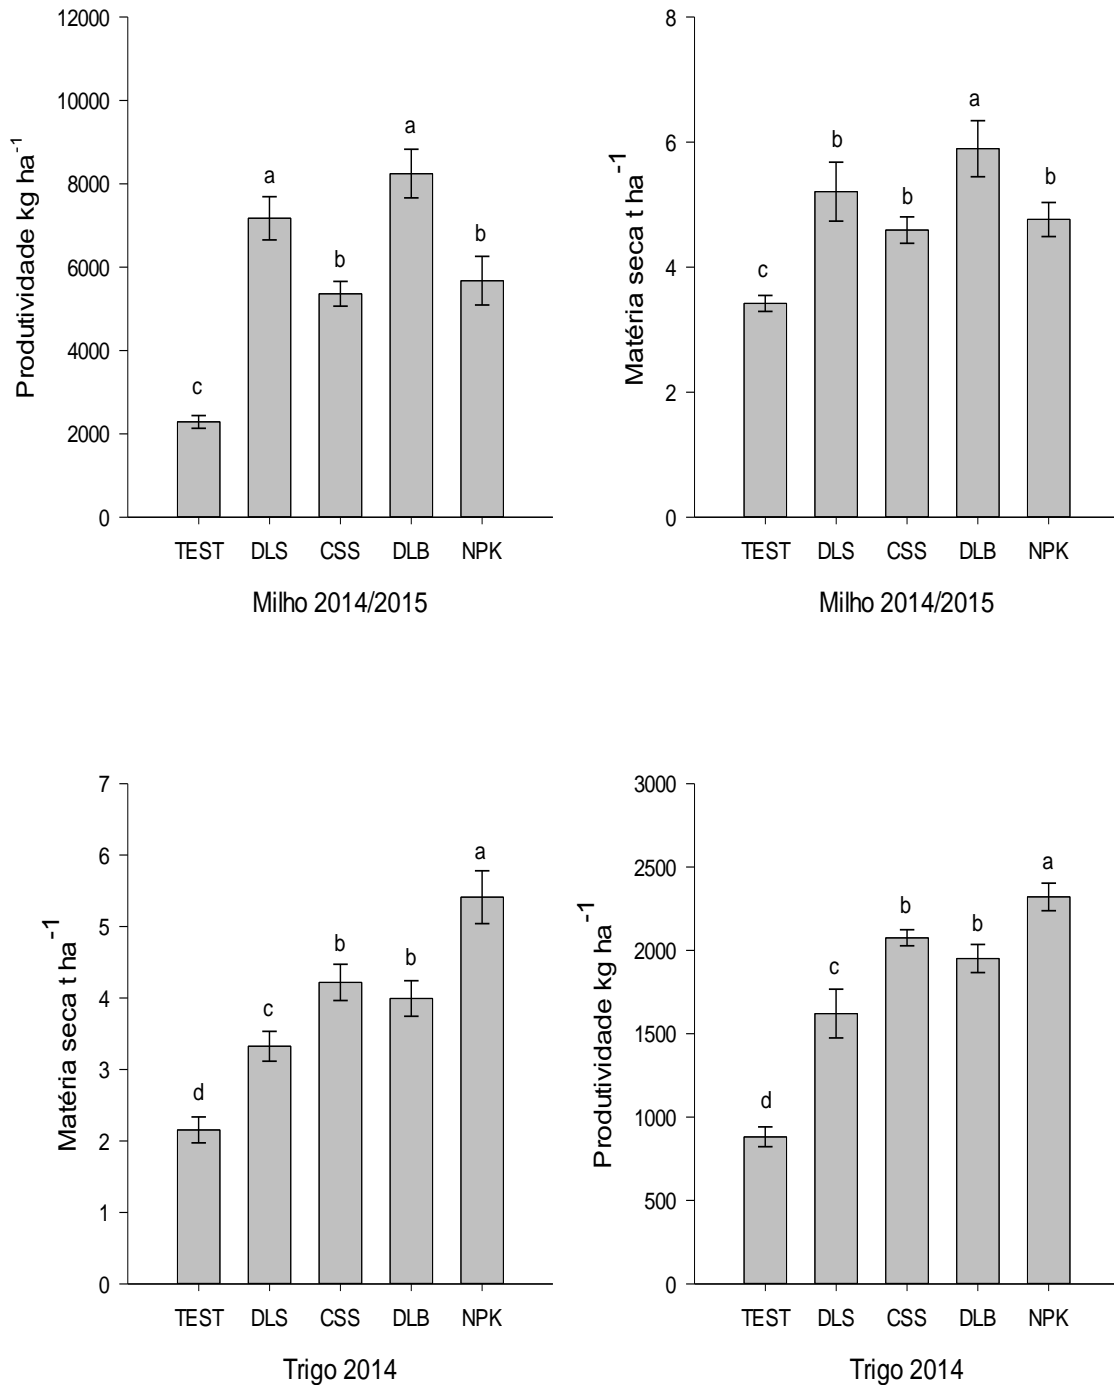 12000
10000
8000
6000
4000
2000
0
Produtividade kg ha-1
c
a
b
a
b
TEST DLS CSS DLB NPK
Milho 2014/2015
8
6
4
2
0
Matéria seca t ha-1
c
b
b
a
b
TEST DLS CSS DLB NPK
Milho 2014/2015
7
6
5
4
3
2
1
0
Matéria seca t ha-1
d
c
b
b
a
TEST DLS CSS DLB NPK
Trigo 2014
3000
2500
2000
1500
1000
500
0
Produtividade kg ha-1
d
c
b
b
a
TEST DLS CSS DLB NPK
Trigo 2014